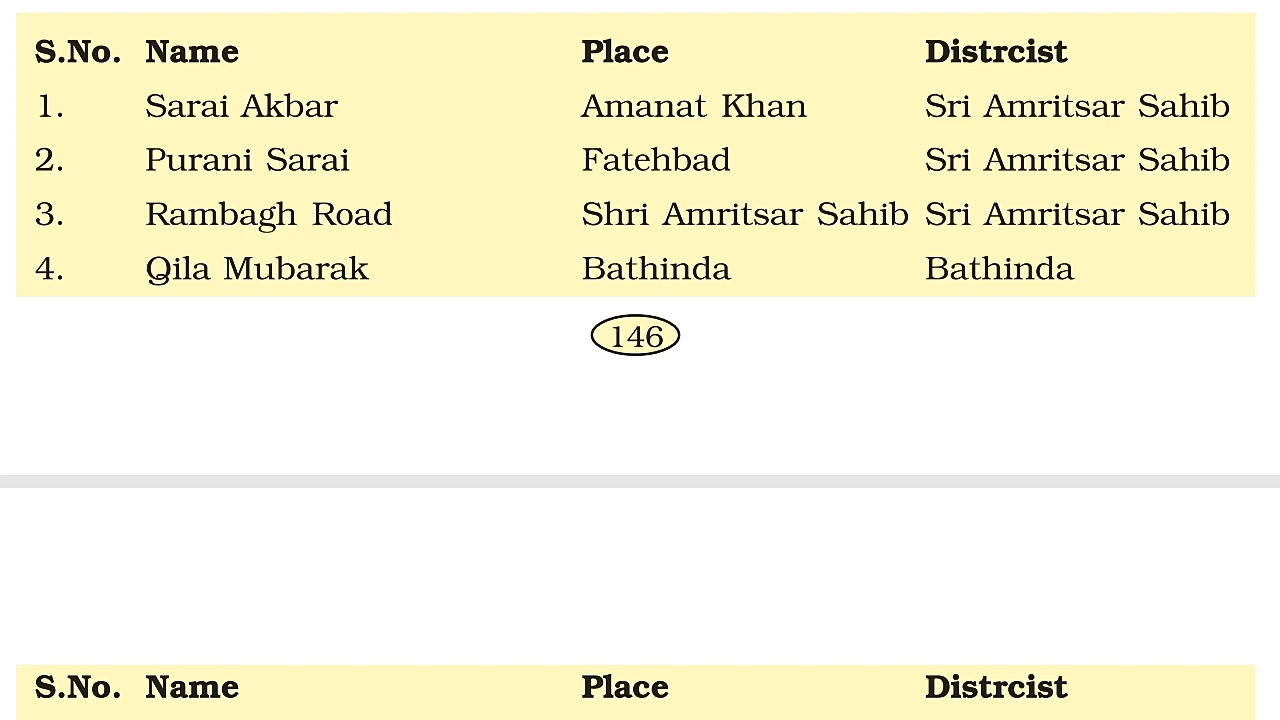 S.No. Name Place Distrcist
1. Sarai Akbar Amanat Khan Sri Amritsar Sahib
2. Purani Sarai Fatehbad Sri Amritsar Sahib
3. Rambagh Road Shri Amritsar Sahib Sri Amritsar Sahib
4. Qila Mubarak Bathinda Bathinda
146
S.No. Name Place Distrcist